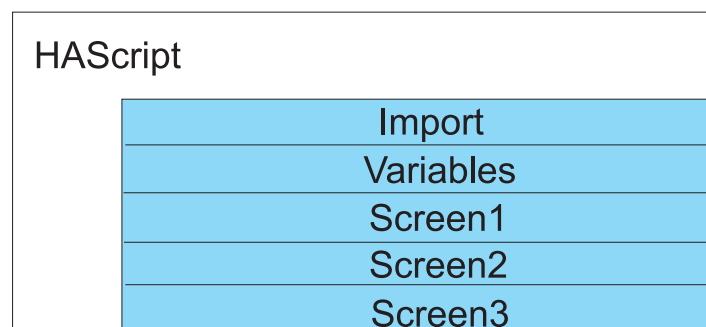 HAScript
Import
Variables
Screen1
Screen2
Screen3